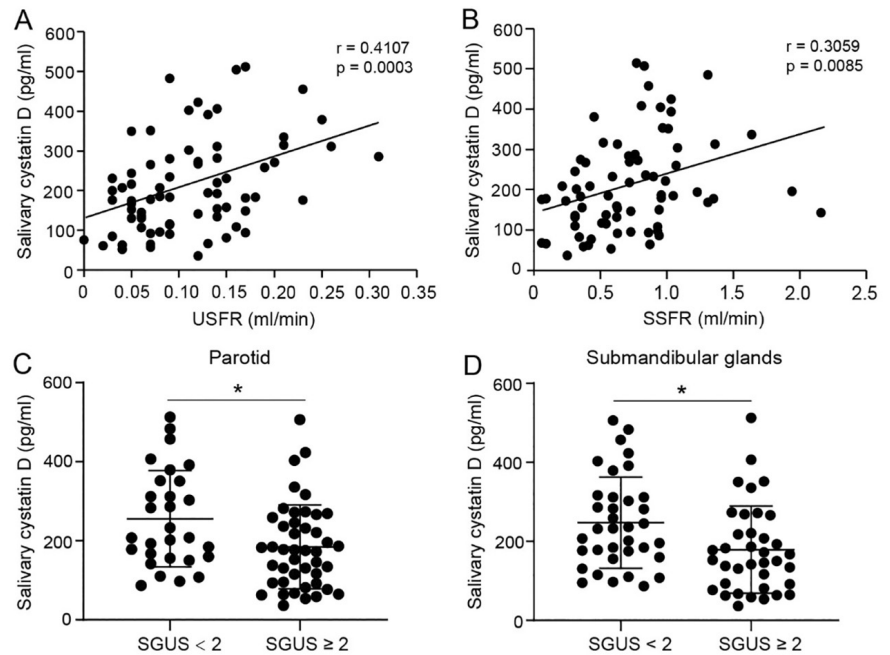 A
r = 0.4107
p = 0.0003
Salivary cystatin D (pg/ml)
600
500
400
300
200
100
0
0 0.05 0.10 0.15 0.20 0.25 0.30 0.35
USFR (ml/min)
B
r = 0.3059
p = 0.0085
Salivary cystatin D (pg/ml)
600
500
400
300
200
100
0
0 0.5 1.0 1.5 2.0 2.5
SSFR (ml/min)
C
Parotid
*
Salivary cystatin D (pg/ml)
600
400
200
0
SGUS < 2 SGUS ≥ 2
D
Submandibular glands
*
Salivary cystatin D (pg/ml)
600
400
200
0
SGUS < 2 SGUS ≥ 2